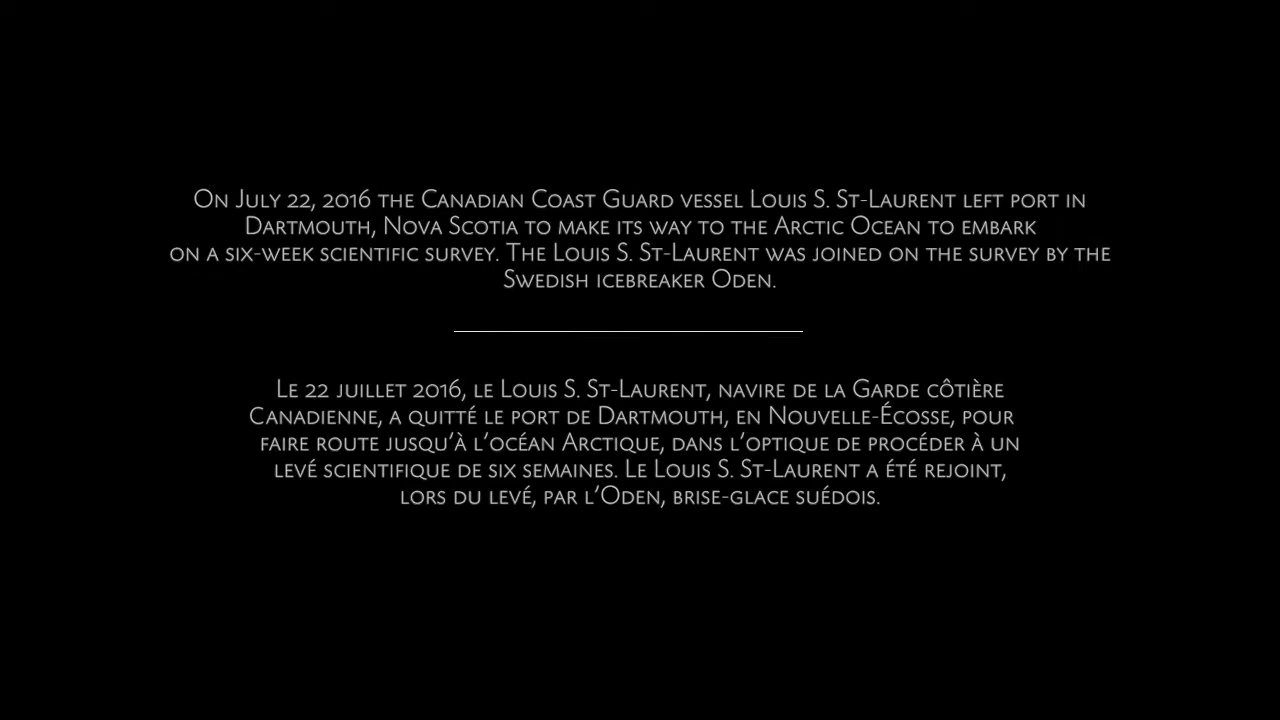 On July 22, 2016 the Canadian Coast Guard vessel Louis S. St-Laurent left port in
Dartmouth, Nova Scotia to make its way to the Arctic Ocean to embark
on a six-week scientific survey. The Louis S. St-Laurent was joined on the survey by the
Swedish icebreaker Oden.
Le 22 juillet 2016, le Louis S. St-Laurent, navire de la Garde côtière
Canadienne, a quitté le port de Dartmouth, en Nouvelle-Écosse, pour
faire route jusqu'à l'océan Arctique, dans l'optique de procéder à un
levé scientifique de six semaines. Le Louis S. St-Laurent a été rejoint,
lors du levé, par l'Oden, brise-glace suédois.